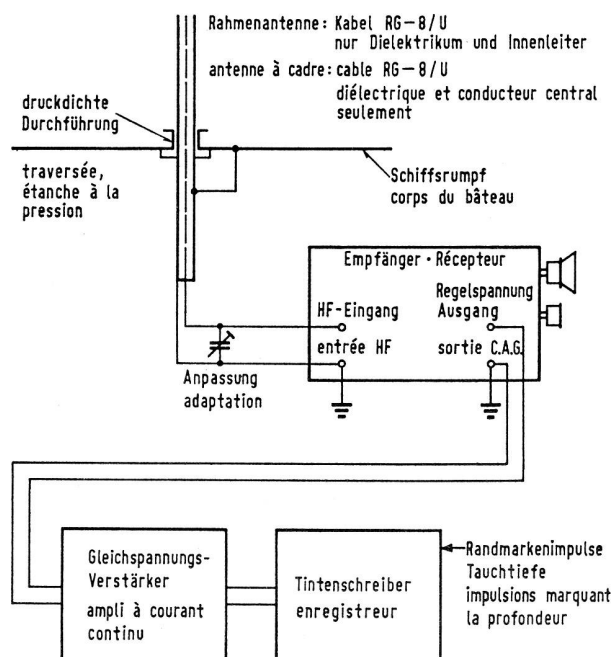 Rahmenantenne: Kabel RG-8/U
nur Dielektrikum und Innenleiter
antenne à cadre: cable RG-8/U
diélectrique et conducteur central
seulement
druckdichte
Durchführung
traversée,
étanche à la
pression
Schiffsrumpf
corps du bâteau
Empfänger · Récepteur
Regelspannung
HF-Eingang
Ausgang
entrée HF
sortie C.A.G.
Anpassung
adaptation
Gleichspannungs-
Verstärker
ampli à courant
continu
Tintenschreiber
enregistreur
Randmarkenimpulse
Tauchtiefe
impulsions marquant
la profondeur